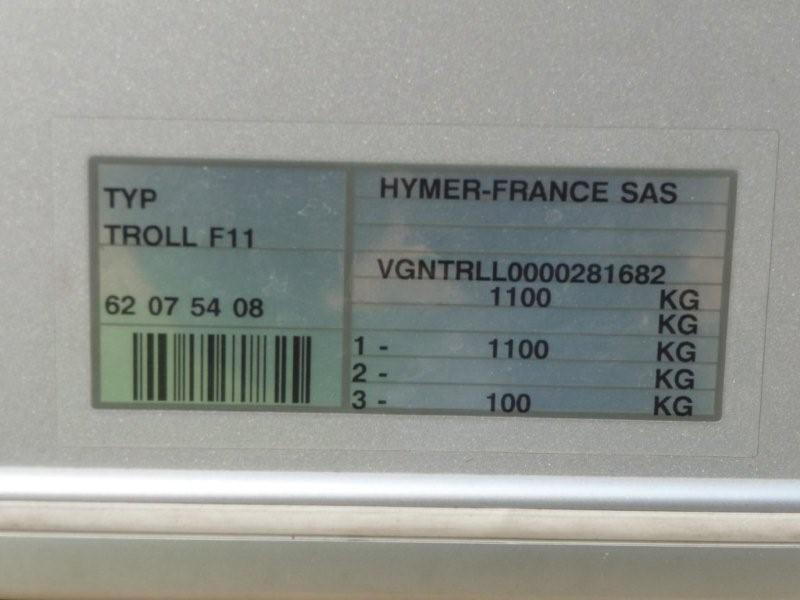 TYP
TROLL F11
62 07 54 08
HYMER-FRANCE SAS
VGNTRLL0000281682
1100 KG
KG
1 - 1100 KG
2 - KG
3 - 100 KG